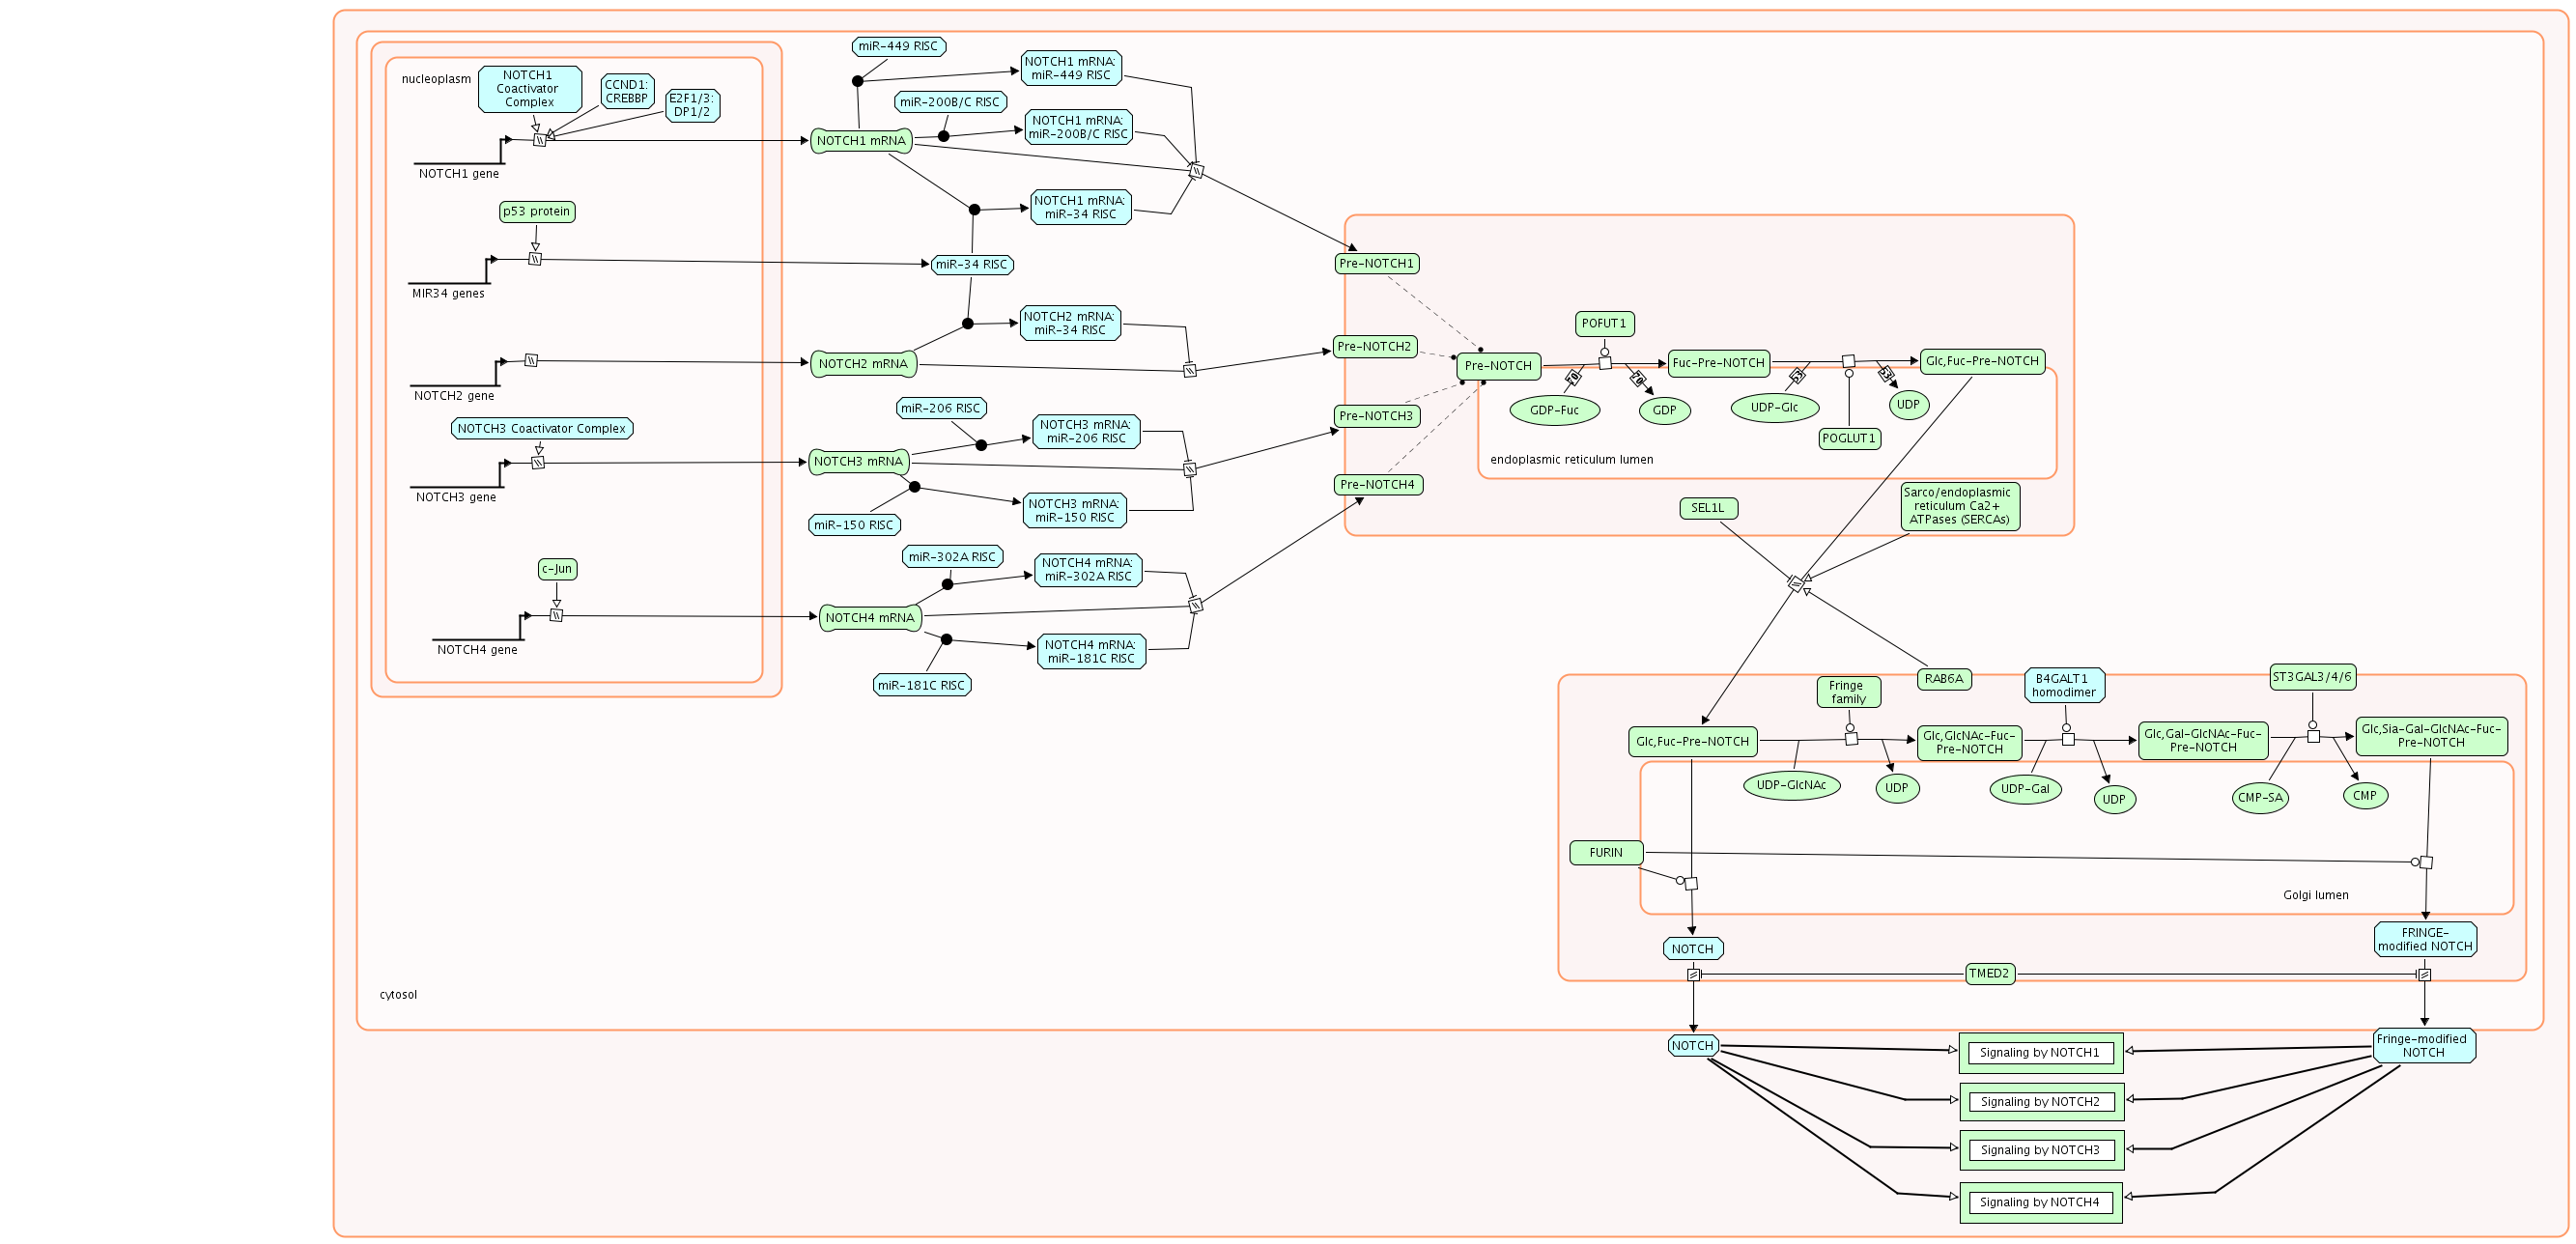 nucleoplasm
NOTCH1
Coactivator
Complex
CCND1:
CREBBP
E2F1/3:
DP1/2
NOTCH1 gene
p53 protein
MIR34 genes
NOTCH2 gene
NOTCH3 Coactivator Complex
NOTCH3 gene
c-Jun
NOTCH4 gene
miR-449 RISC
NOTCH1 mRNA:
miR-449 RISC
miR-200B/C RISC
NOTCH1 mRNA:
miR-200B/C RISC
NOTCH1 mRNA
NOTCH1 mRNA:
miR-34 RISC
miR-34 RISC
NOTCH2 mRNA:
miR-34 RISC
NOTCH2 mRNA
miR-206 RISC
NOTCH3 mRNA:
miR-206 RISC
NOTCH3 mRNA
NOTCH3 mRNA:
miR-150 RISC
miR-150 RISC
miR-302A RISC
NOTCH4 mRNA:
miR-302A RISC
NOTCH4 mRNA
NOTCH4 mRNA:
miR-181C RISC
miR-181C RISC
Pre-NOTCH1
Pre-NOTCH2
Pre-NOTCH3
Pre-NOTCH4
Pre-NOTCH
POFUT1
Fuc-Pre-NOTCH
Glc,Fuc-Pre-NOTCH
70
70
53
53
GDP-Fuc
GDP
UDP-Glc
UDP
POGLUT1
endoplasmic reticulum lumen
SEL1L
Sarco/endoplasmic
reticulum Ca2+
ATPases (SERCAs)
RAB6A
Fringe
family
B4GALT1
homodimer
ST3GAL3/4/6
Glc,Fuc-Pre-NOTCH
Glc,GlcNAc-Fuc-
Pre-NOTCH
Glc,Gal-GlcNAc-Fuc-
Pre-NOTCH
Glc,Sia-Gal-GlcNAc-Fuc-
Pre-NOTCH
UDP-GlcNAc
UDP
UDP-Gal
UDP
CMP-SA
CMP
FURIN
Golgi lumen
NOTCH
FRINGE-
modified NOTCH
TMED2
cytosol
NOTCH
Fringe-modified
NOTCH
Signaling by NOTCH1
Signaling by NOTCH2
Signaling by NOTCH3
Signaling by NOTCH4